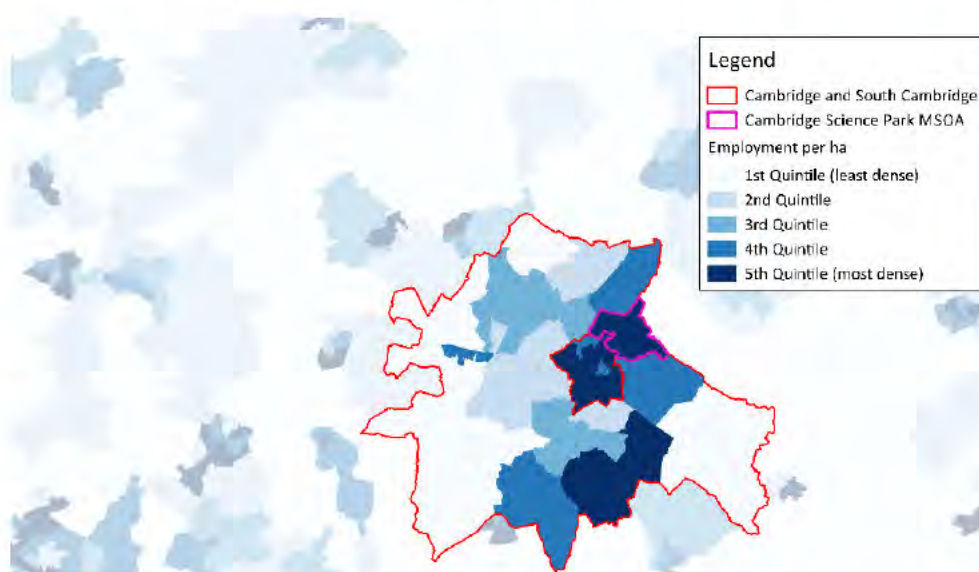 Legend
Cambridge and South Cambridge
Cambridge Science Park MSOA
Employment per ha
1st Quintile (least dense)
2nd Quintile
3rd Quintile
4th Quintile
5th Quintile (most dense)